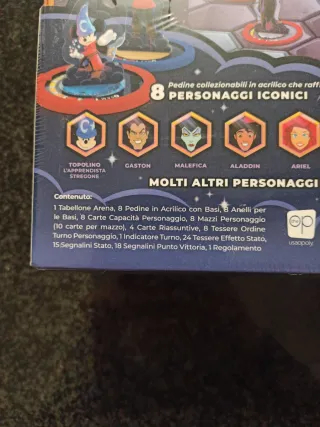 8 Pedine collezionabili in acrilico che raff
PERSONAGGI ICONICI
TOPOLINO
L'APPRENDISTA
STREGONE
GASTON
MALEFICA
ALADDIN
ARIEL
MOLTI ALTRI PERSONAGGI
Contenuto:
1 Tabellone Arena, 8 Pedine in Acrilico con Basi, 8 Anelli per
le Basi, 8 Carte Capacità Personaggio, 8 Mazzi Personaggio
(10 carte per mazzo), 4 Carte Riassuntive, 8 Tessere Ordine
Turno Personaggio, 1 Indicatore Turno, 24 Tessere Effetto Stato,
15 Segnalini Stato, 18 Segnalini Punto Vittoria, 1 Regolamento
op
usaopoly